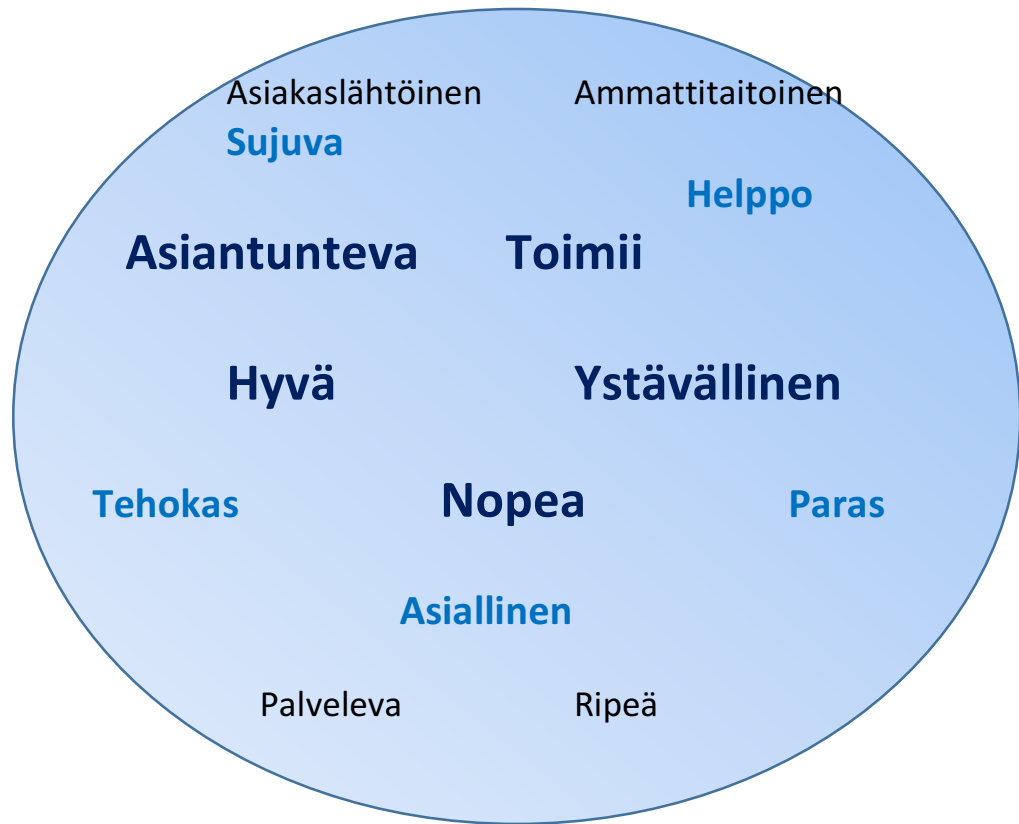 Asiakaslähtöinen Ammattitaitoinen
Sujuva
Helppo
Asiantunteva Toimii
Hyvä Ystävällinen
Tehokas Nopea Paras
Asiallinen
Palveleva Ripeä